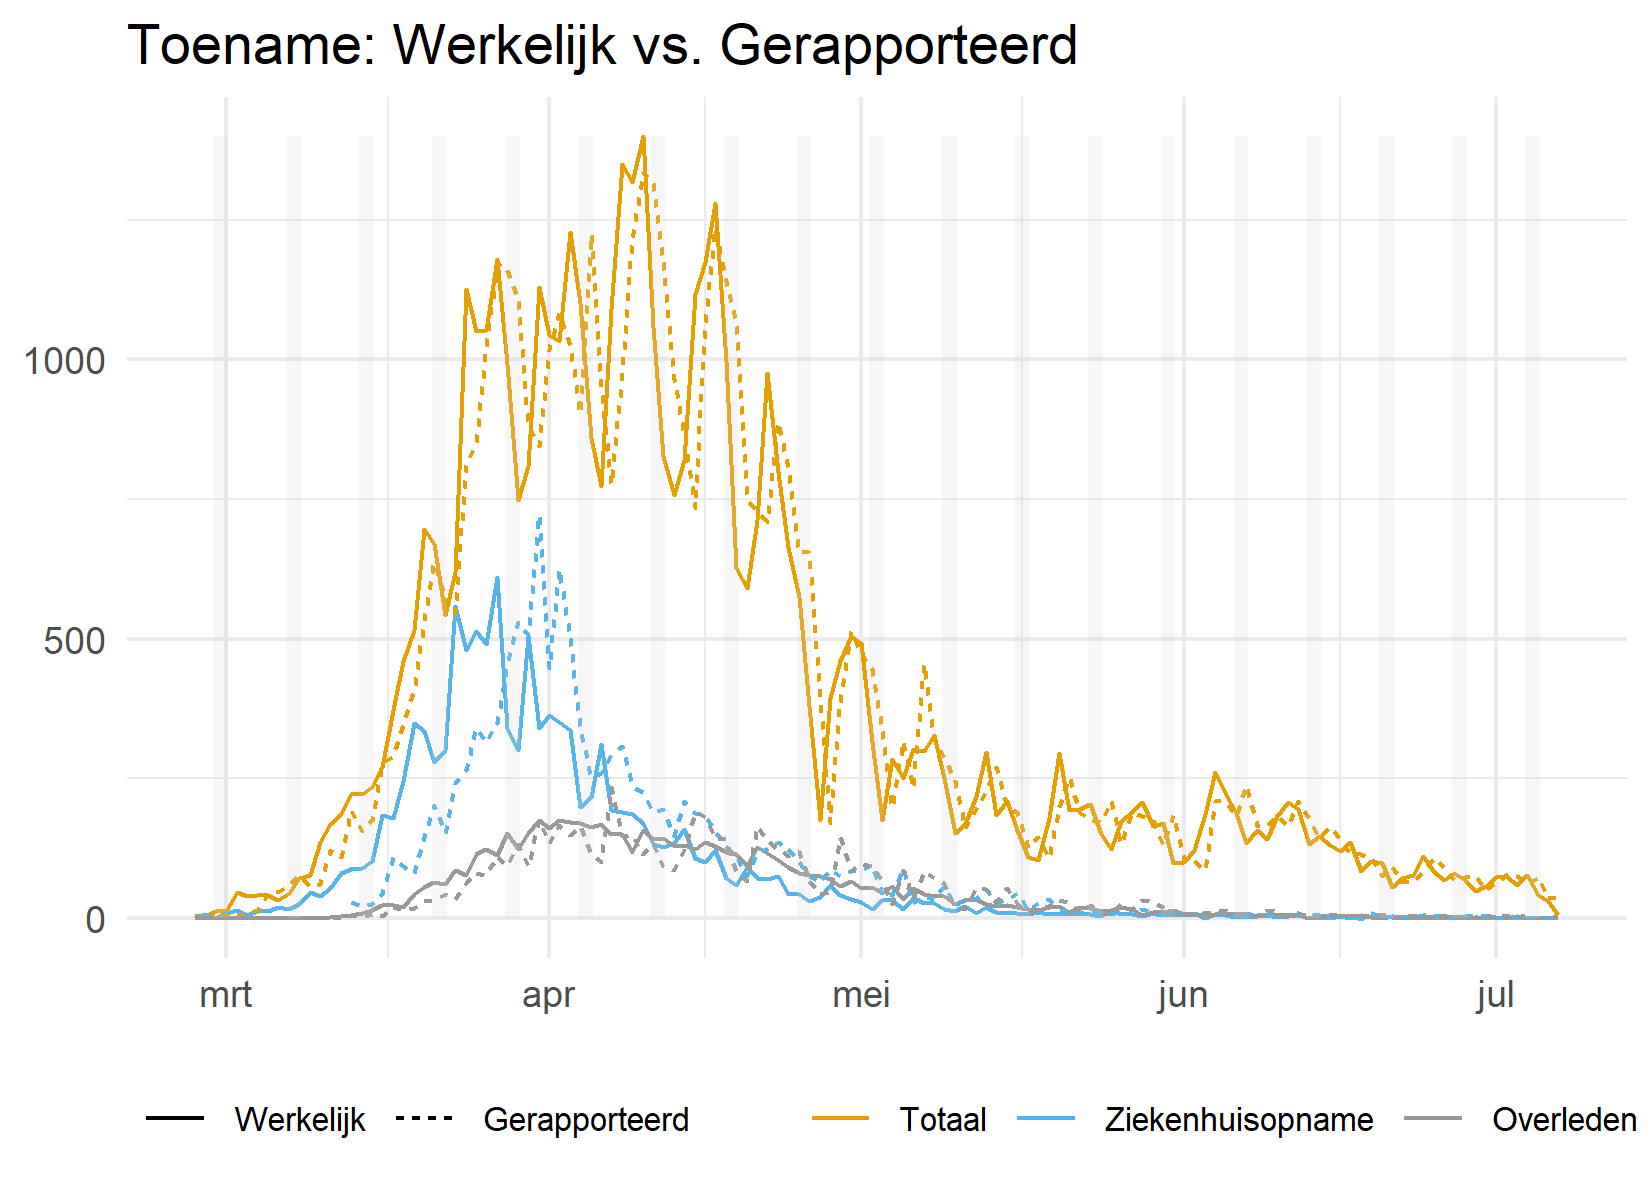 Toename: Werkelijk vs. Gerapporteerd
1000
500
0
mrt apr mei jun jul
Werkelijk Gerapporteerd Totaal Ziekenhuisopname Overleden